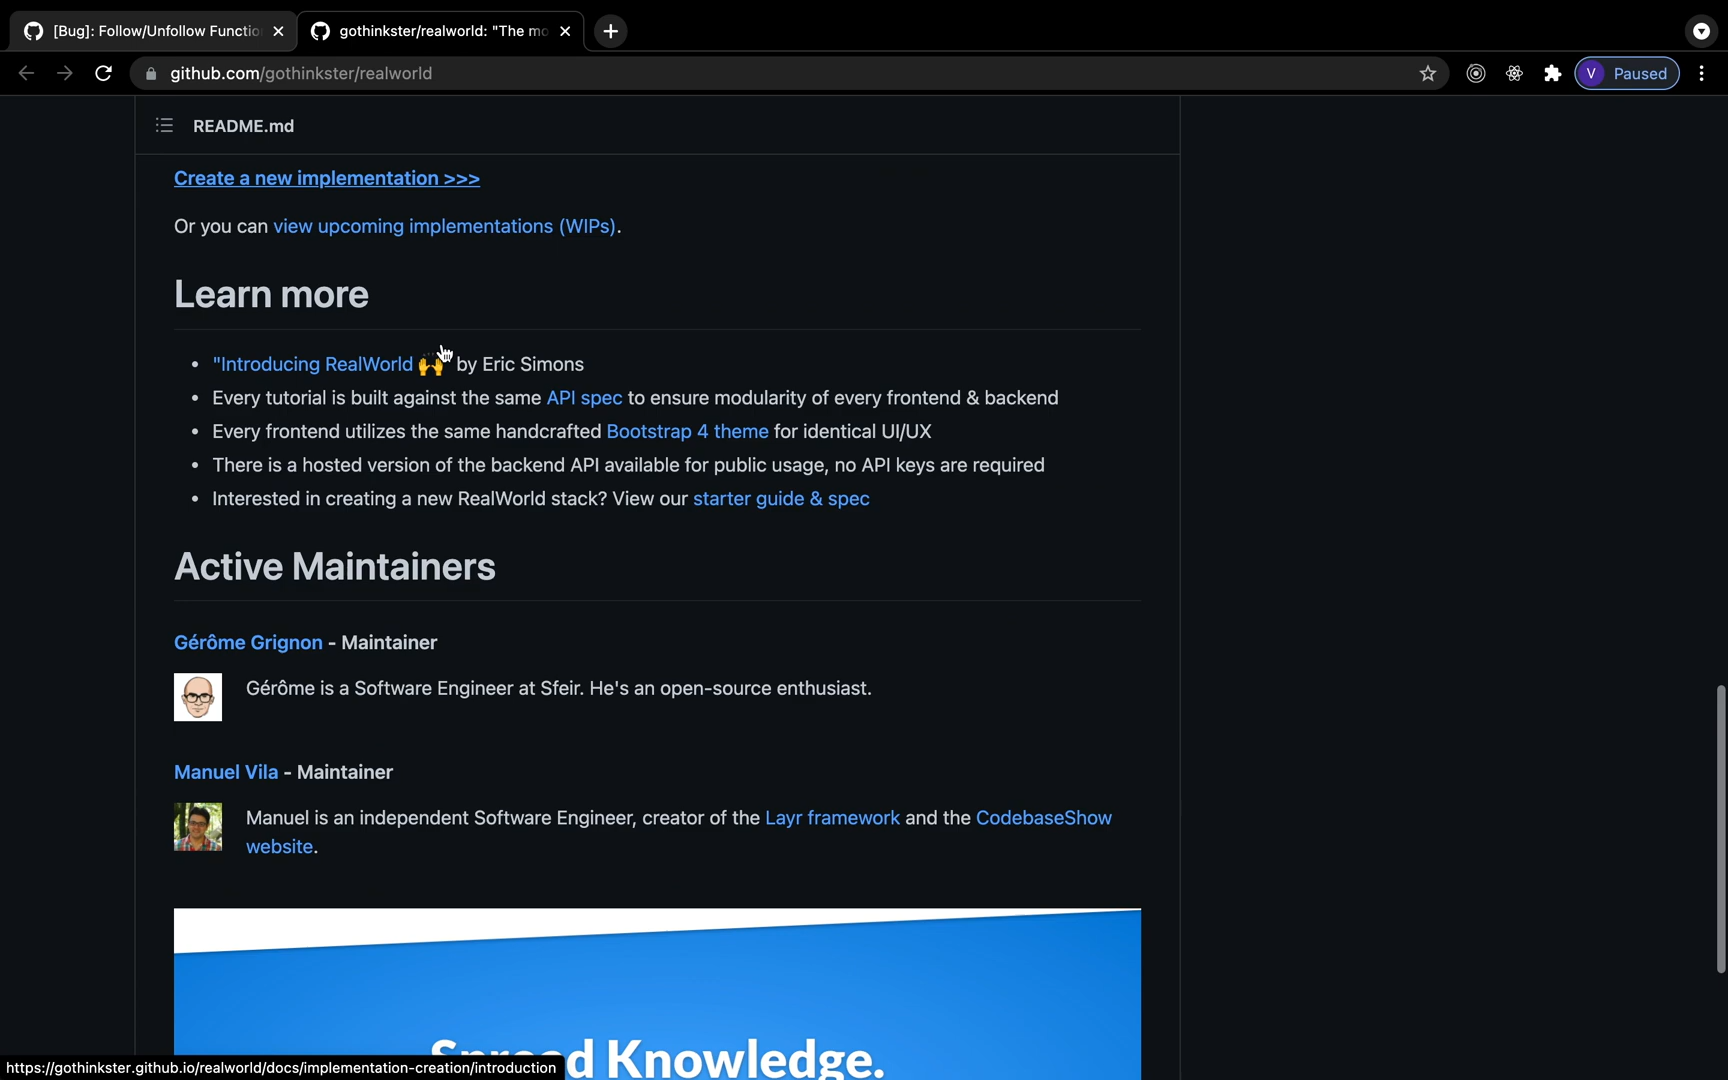 [Bug]: Follow/Unfollow Functio
gothinkster/realworld: "The mo
github.com/gothinkster/realworld
V Paused
README.md
Create a new implementation >>>
Or you can view upcoming implementations (WIPs).
Learn more
• "Introducing RealWorld 🙌" by Eric Simons
• Every tutorial is built against the same API spec to ensure modularity of every frontend & backend
• Every frontend utilizes the same handcrafted Bootstrap 4 theme for identical UI/UX
• There is a hosted version of the backend API available for public usage, no API keys are required
• Interested in creating a new RealWorld stack? View our starter guide & spec
Active Maintainers
Gérôme Grignon - Maintainer
Gérôme is a Software Engineer at Sfeir. He's an open-source enthusiast.
Manuel Vila - Maintainer
Manuel is an independent Software Engineer, creator of the Layr framework and the CodebaseShow
website.
Spread Knowledge.
https://gothinkster.github.io/realworld/docs/implementation-creation/introduction